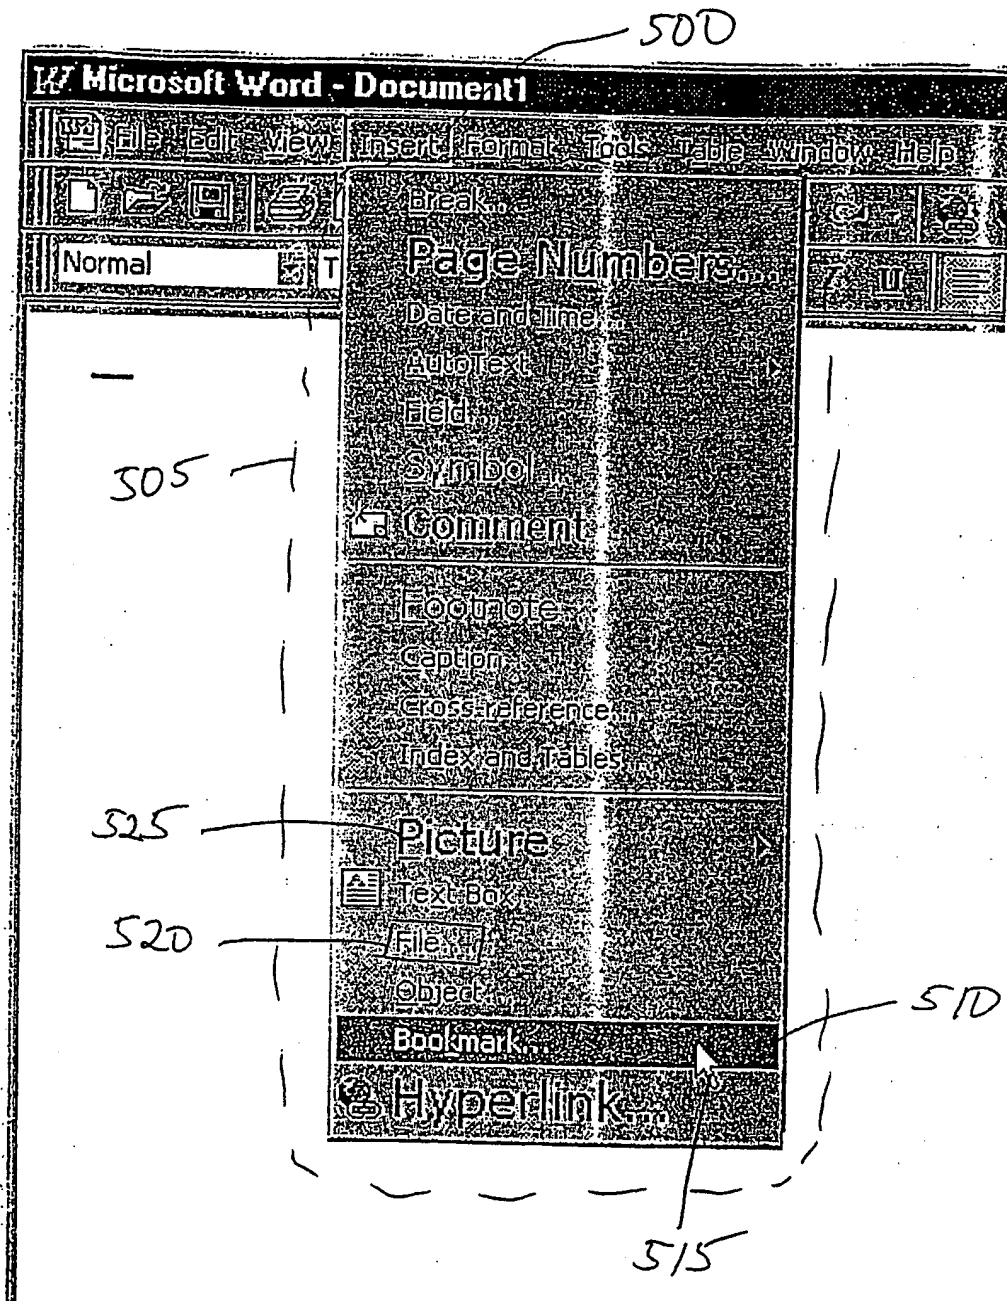 500
W Microsoft Word - Document1
File Edit View Insert Format Tools Table Window Help
Normal T
U
Break...
Page Numbers...
Date and Time...
AutoText
Field...
Symbol...
505
Comment
Footnote...
Caption...
Cross-reference...
Index and Tables...
525
Picture
Text Box
520
File...
Object...
510
Bookmark...
Hyperlink...
515